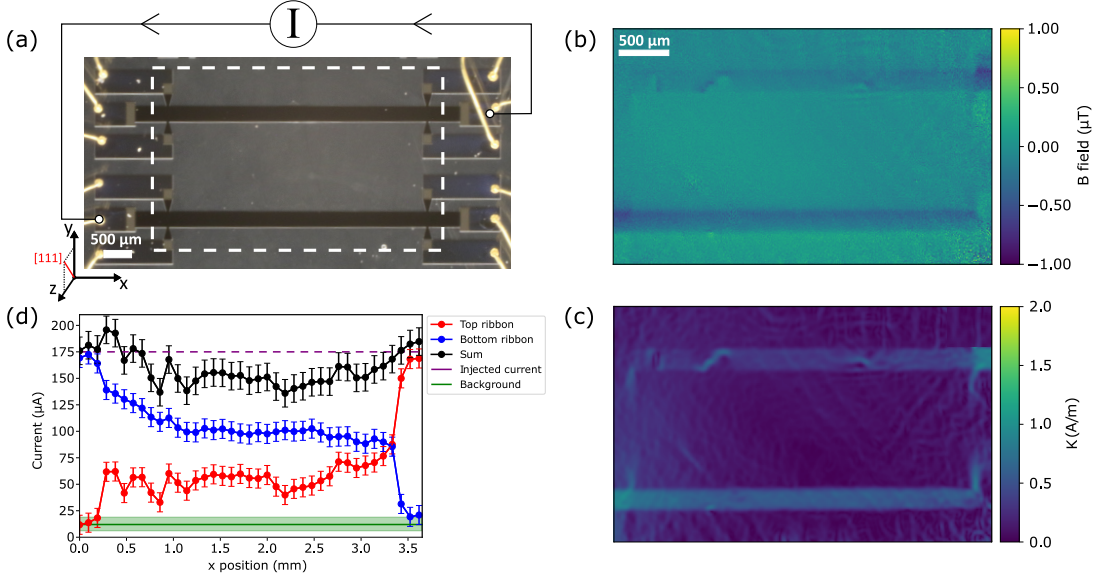 (a)
I
500 μm
y
[111]
z
x
(b)
500 μm
1.00
0.50
0.00
−0.50
−1.00
B field (μT)
(d)
200
175
150
125
100
75
50
25
0
Current (μA)
0.0 0.5 1.0 1.5 2.0 2.5 3.0 3.5
x position (mm)
Top ribbon
Bottom ribbon
Sum
Injected current
Background
(c)
2.0
1.5
1.0
0.5
0.0
K (A/m)